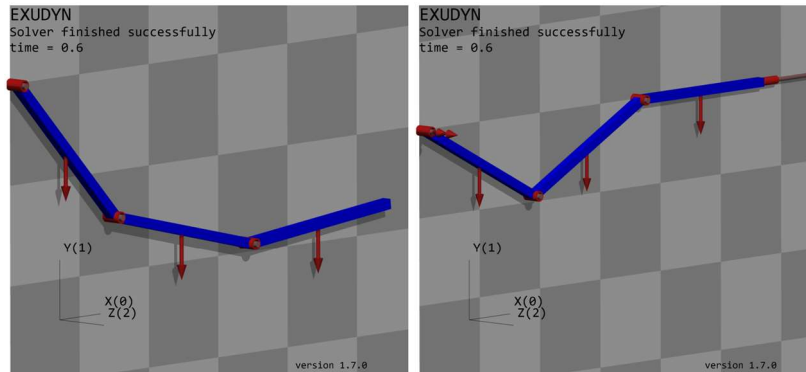 EXUDYN
Solver finished successfully
time = 0.6
Y(1)
X(0)
Z(2)
version 1.7.0
EXUDYN
Solver finished successfully
time = 0.6
Y(1)
X(0)
Z(2)
version 1.7.0